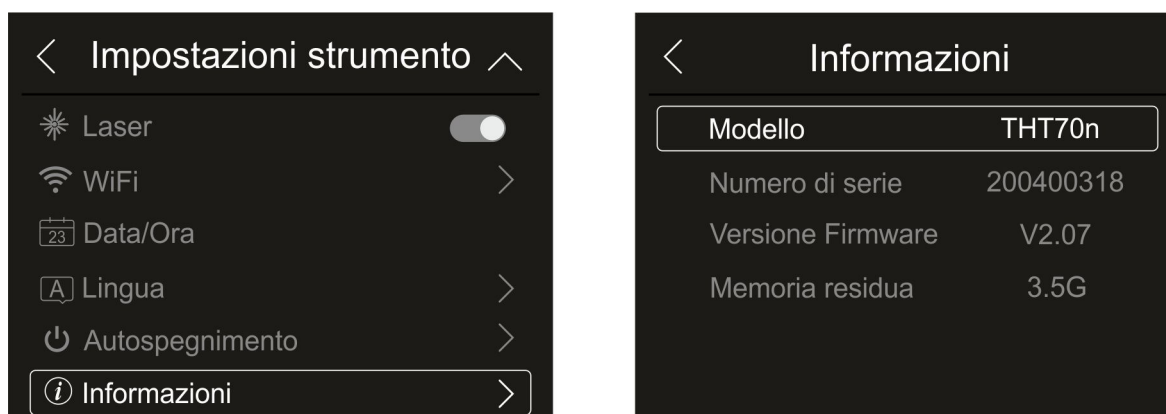 Impostazioni strumento
Laser
WiFi
23 Data/Ora
A Lingua
Autospegnimento
i Informazioni
Informazioni
Modello THT70n
Numero di serie 200400318
Versione Firmware V2.07
Memoria residua 3.5G